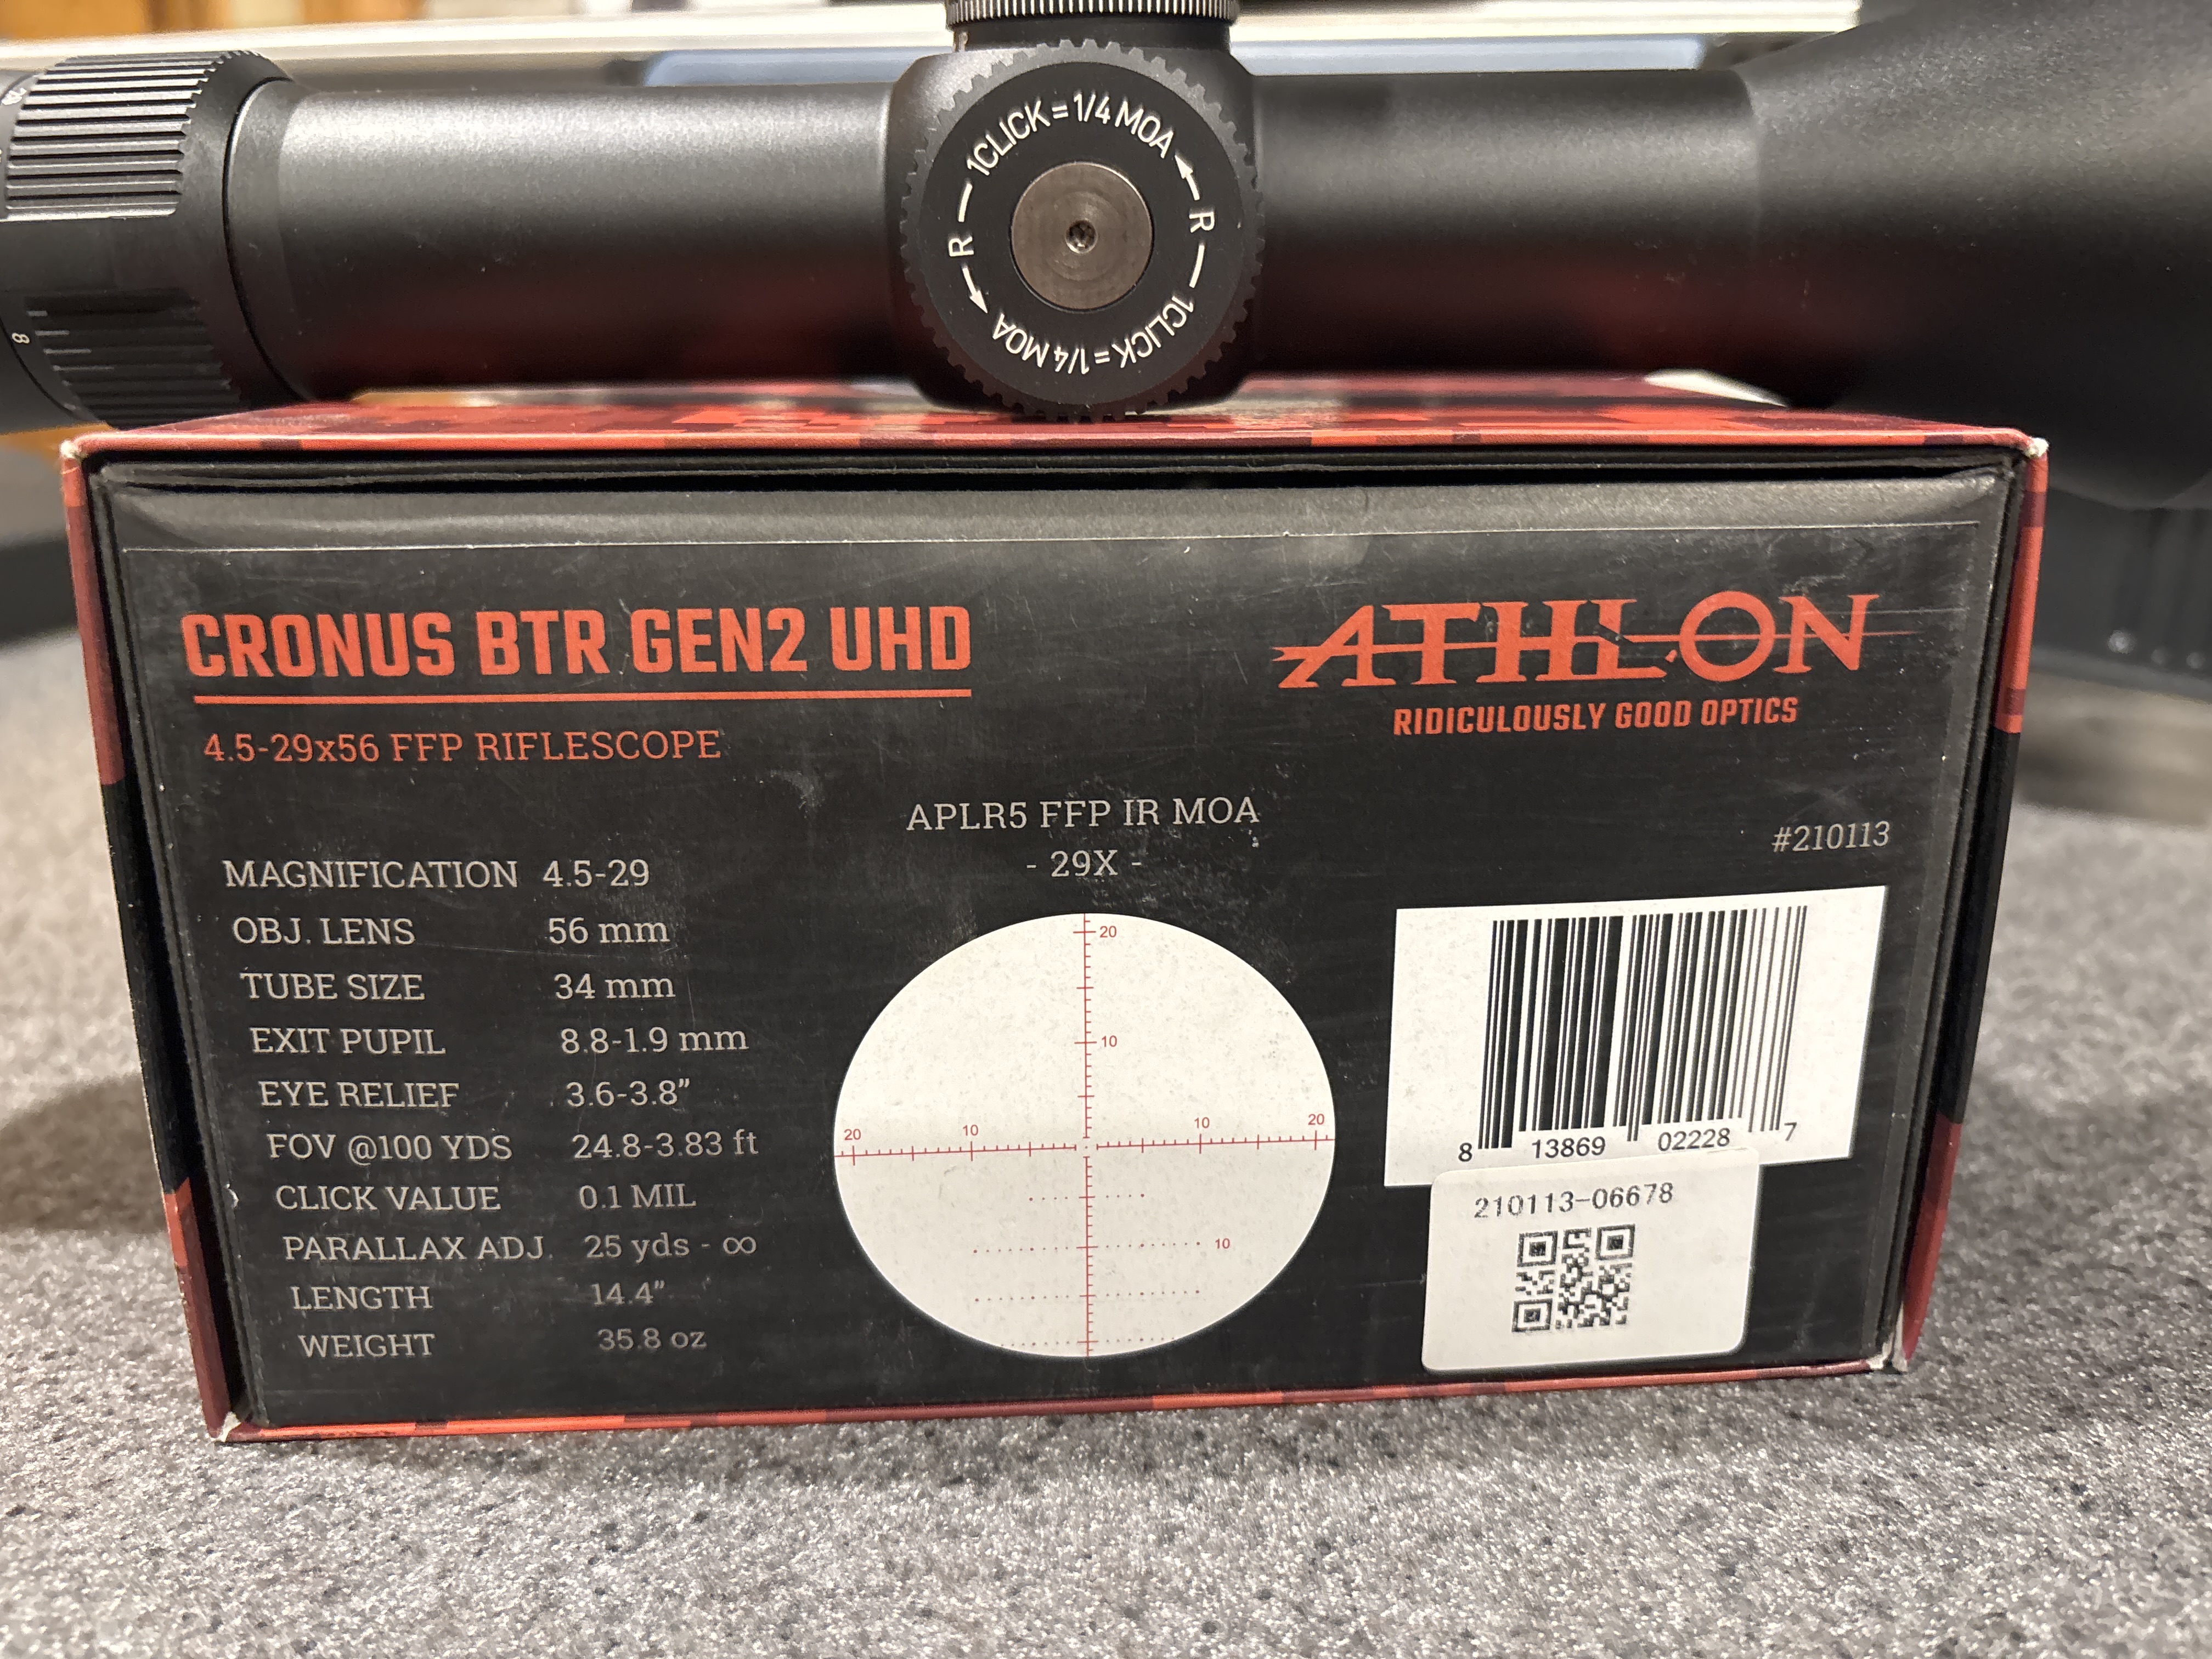 1CLICK = 1/4 MOA
R
R
1CLICK = 1/4 MOA
8
CRONUS BTR GEN2 UHD
4.5-29x56 FFP RIFLESCOPE
ATHLON
RIDICULOUSLY GOOD OPTICS
MAGNIFICATION 4.5-29
OBJ. LENS 56 mm
TUBE SIZE 34 mm
EXIT PUPIL 8.8-1.9 mm
EYE RELIEF 3.6-3.8"
FOV @100 YDS 24.8-3.83 ft
CLICK VALUE 0.1 MIL
PARALLAX ADJ. 25 yds - ∞
LENGTH 14.4"
WEIGHT 35.8 oz
APLR5 FFP IR MOA
- 29X -
20
10
20 10 10 20
10
#210113
8 13869 02228 7
210113-06678